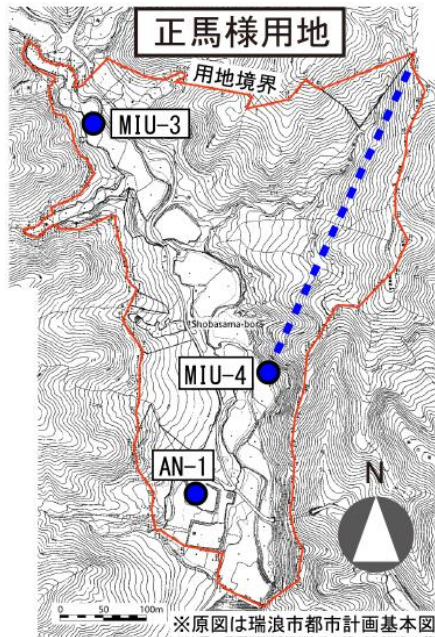 正馬様用地
用地境界
MIU-3
Shobasama-bora
MIU-4
AN-1
N
0 50 100m
※原図は瑞浪市都市計画基本図